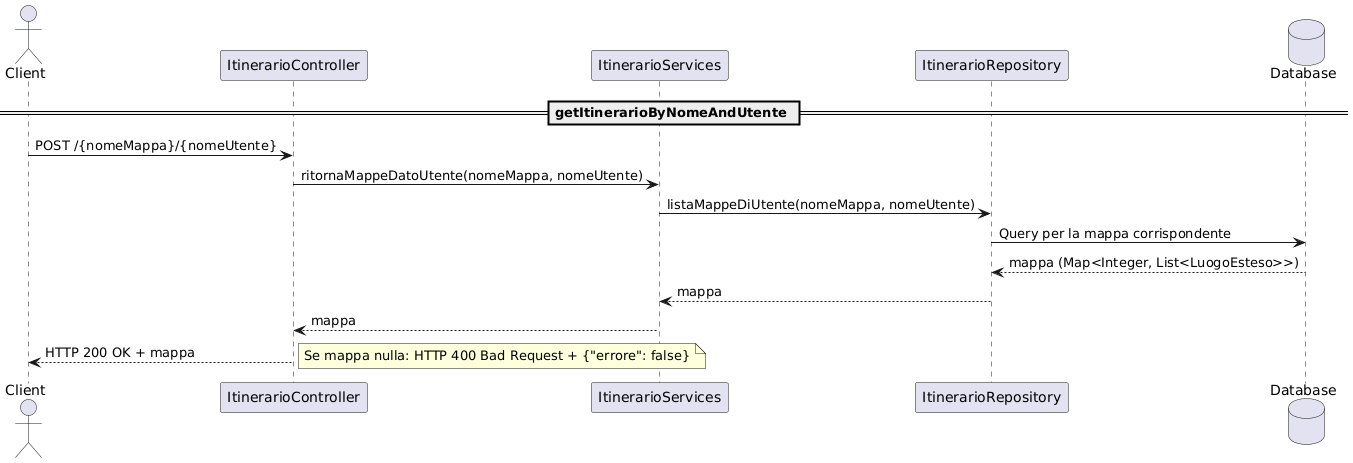 Client
ItinerarioController
ItinerarioServices
ItinerarioRepository
Database
getItinerarioByNomeAndUtente
POST /{nomeMappa}/{nomeUtente}
ritornaMappeDatoUtente(nomeMappa, nomeUtente)
listaMappeDiUtente(nomeMappa, nomeUtente)
Query per la mappa corrispondente
mappa (Map<Integer, List<LuogoEsteso>>)
mappa
mappa
HTTP 200 OK + mappa
Se mappa nulla: HTTP 400 Bad Request + {"errore": false}
Client
ItinerarioController
ItinerarioServices
ItinerarioRepository
Database